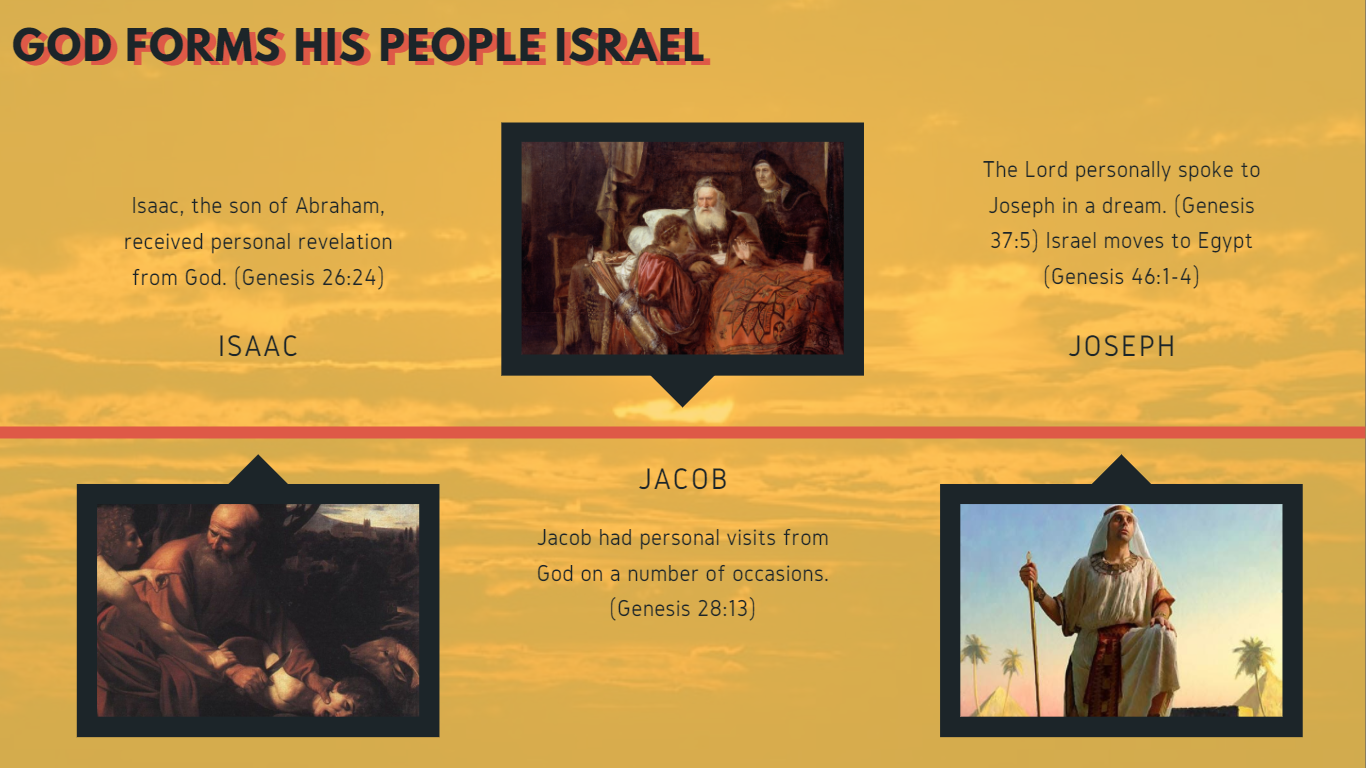 GOD FORMS HIS PEOPLE ISRAEL
Isaac, the son of Abraham,
received personal revelation
from God. (Genesis 26:24)
ISAAC
JACOB
Jacob had personal visits from
God on a number of occasions.
(Genesis 28:13)
The Lord personally spoke to
Joseph in a dream. (Genesis
37:5) Israel moves to Egypt
(Genesis 46:1-4)
JOSEPH